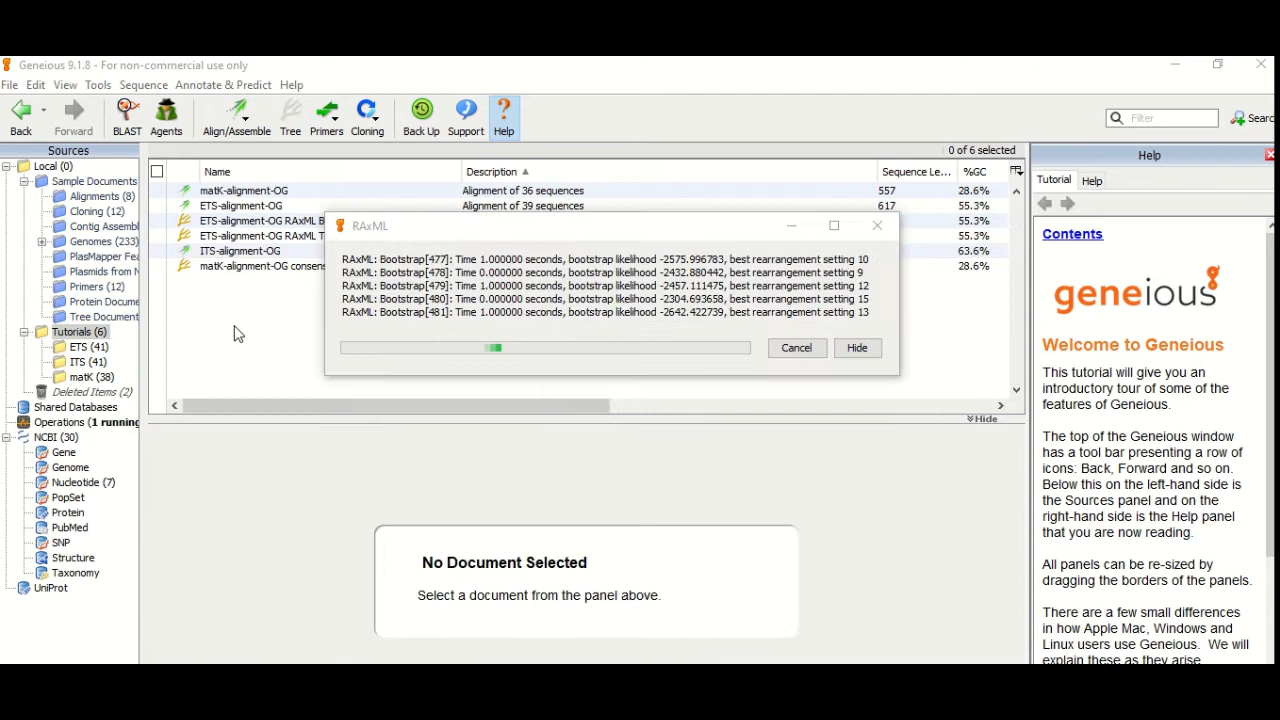 Geneious 9.1.8 - For non-commercial use only
File Edit View Tools Sequence Annotate & Predict Help
Back Forward BLAST Agents Align/Assemble Tree Primers Cloning Back Up Support Help
Filter
Sources
0 of 6 selected
Help
Local (0)
Sample Documents
Alignments (8)
Cloning (12)
Contig Assembl
Genomes (233)
PlasMapper Fea
Plasmids from N
Primers (12)
Protein Docume
Tree Document
Tutorials (6)
ETS (41)
ITS (41)
matK (38)
Deleted Items (2)
Shared Databases
Operations (1 running
NCBI (30)
Gene
Genome
Nucleotide (7)
PopSet
Protein
PubMed
SNP
Structure
Taxonomy
UniProt
Name Description Sequence Le... %GC
matK-alignment-OG Alignment of 36 sequences 557 28.6%
ETS-alignment-OG Alignment of 39 sequences 617 55.3%
ETS-alignment-OG RAxML B 55.3%
ETS-alignment-OG RAxML T 55.3%
ITS-alignment-OG 63.6%
matK-alignment-OG consen 28.6%
RAxML
RAxML: Bootstrap[477]: Time 1.000000 seconds, bootstrap likelihood -2575.996783, best rearrangement setting 10
RAxML: Bootstrap[478]: Time 0.000000 seconds, bootstrap likelihood -2432.880442, best rearrangement setting 9
RAxML: Bootstrap[479]: Time 1.000000 seconds, bootstrap likelihood -2457.111475, best rearrangement setting 12
RAxML: Bootstrap[480]: Time 1.000000 seconds, bootstrap likelihood -2304.693658, best rearrangement setting 15
RAxML: Bootstrap[481]: Time 1.000000 seconds, bootstrap likelihood -2642.422739, best rearrangement setting 13
Cancel Hide
Hide
No Document Selected
Select a document from the panel above.
Tutorial Help
Contents
geneious
Welcome to Geneious
This tutorial will give you an
introductory tour of some of the
features of Geneious.
The top of the Geneious window
has a tool bar presenting a row of
icons: Back, Forward and so on.
Below this on the left-hand side is
the Sources panel and on the
right-hand side is the Help panel
that you are now reading.
All panels can be re-sized by
dragging the borders of the panels.
There are a few small differences
in how Apple Mac, Windows and
Linux users use Geneious. We will
explain these as they arise